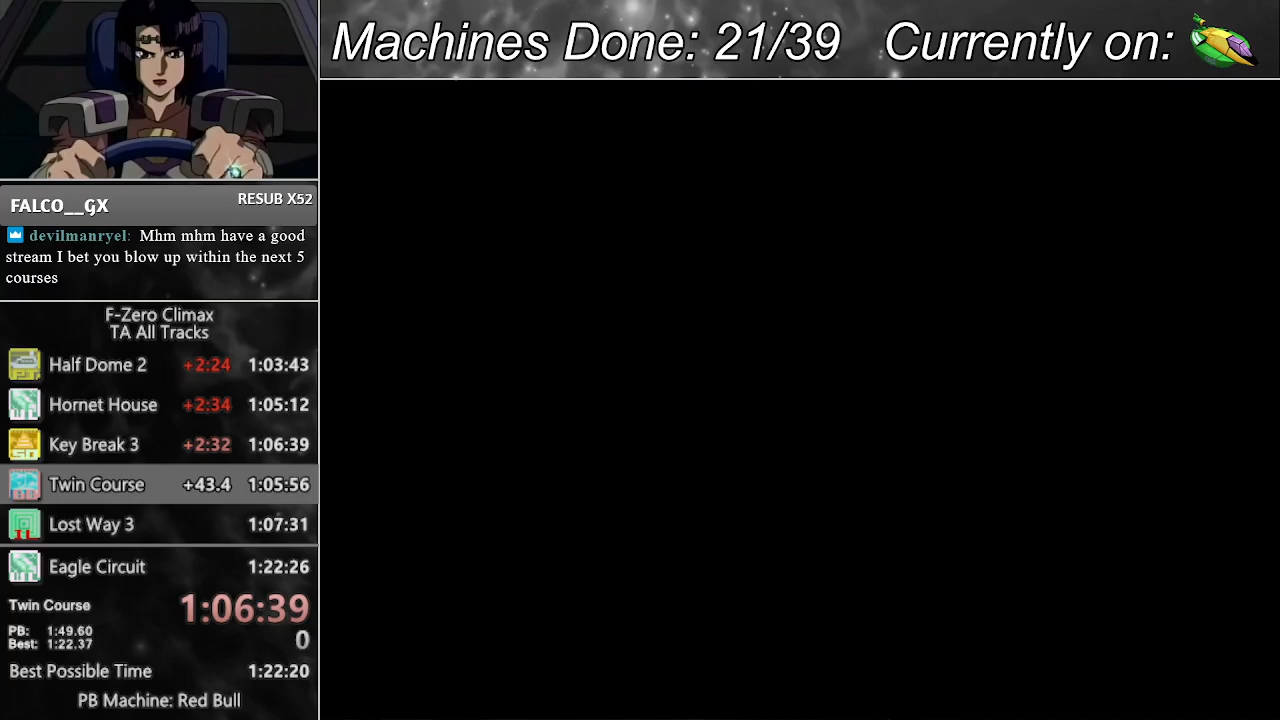 Machines Done: 21/39 Currently on:
FALCO__GX RESUB X52
devilmanryel: Mhm mhm have a good
stream I bet you blow up within the next 5
courses
F-Zero Climax
TA All Tracks
Half Dome 2 +2:24 1:03:43
Hornet House +2:34 1:05:12
Key Break 3 +2:32 1:06:39
Twin Course +43.4 1:05:56
Lost Way 3 1:07:31
Eagle Circuit 1:22:26
Twin Course 1:06:39
PB: 1:49.60
Best: 1:22.37 0
Best Possible Time 1:22:20
PB Machine: Red Bull